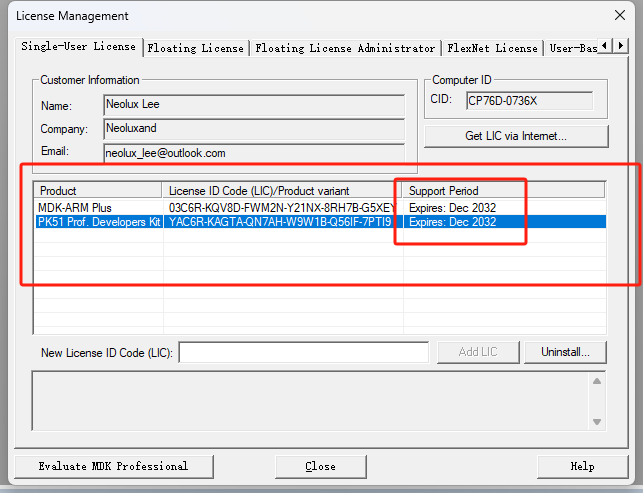 License Management
Single-User License
Floating License
Floating License Administrator
FlexNet License
User-Bas
Customer Information
Name:
Neolux Lee
Company:
Neoluxand
Email:
neolux_lee@outlook.com
Computer ID
CID:
CP76D-0736X
Get LIC via Internet...
Product License ID Code (LIC)/Product variant Support Period
MDK-ARM Plus 03C6R-KQV8D-FWM2N-Y21NX-8RH7B-G5XEY Expires: Dec 2032
PK51 Prof. Developers Kit YAC6R-KAGTA-QN7AH-W9W1B-Q56IF-7PTI9 Expires: Dec 2032
New License ID Code (LIC):
Add LIC
Uninstall...
Evaluate MDK Professional
Close
Help